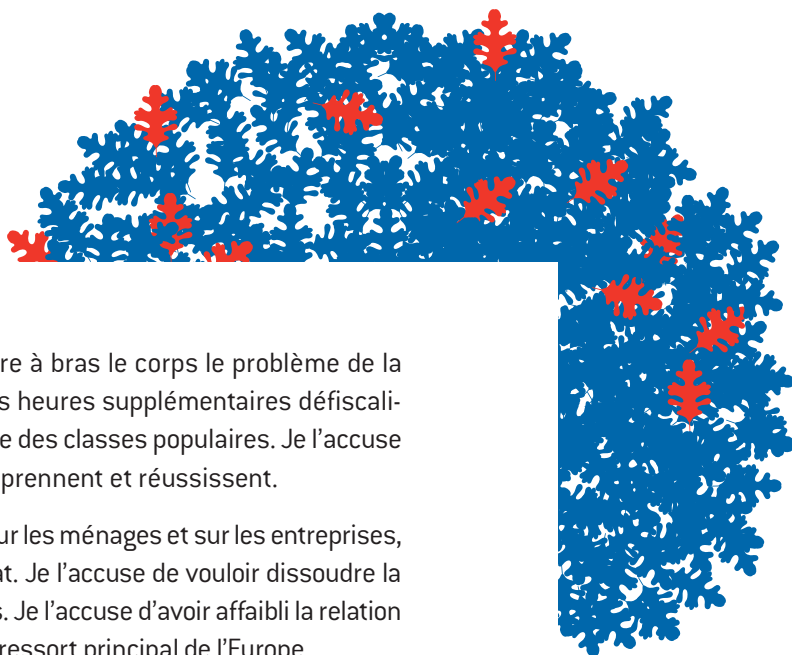 re à bras le corps le problème de la
s heures supplémentaires défiscali-
e des classes populaires. Je l’accuse
prennent et réussissent.
ur les ménages et sur les entreprises,
at. Je l’accuse de vouloir dissoudre la
s. Je l’accuse d’avoir affaibli la relation
ressort principal de l’Europe